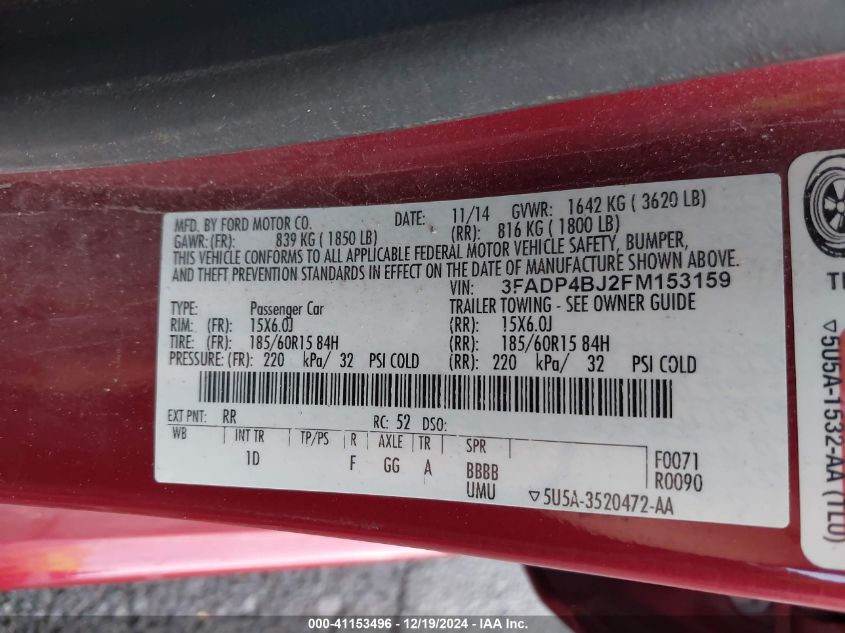 MFD. BY FORD MOTOR CO. DATE: 11/14 GVWR: 1642 KG ( 3620 LB)
GAWR:(FR): 839 KG ( 1850 LB) (RR): 816 KG ( 1800 LB)
THIS VEHICLE CONFORMS TO ALL APPLICABLE FEDERAL MOTOR VEHICLE SAFETY, BUMPER,
AND THEFT PREVENTION STANDARDS IN EFFECT ON THE DATE OF MANUFACTURE SHOWN ABOVE.
VIN: 3FADP4BJ2FM153159
TYPE: Passenger Car TRAILER TOWING - SEE OWNER GUIDE
RIM: (FR): 15X6.0J (RR): 15X6.0J
TIRE: (FR): 185/60R15 84H (RR): 185/60R15 84H
PRESSURE:(FR): 220 kPa/ 32 PSI COLD (RR): 220 kPa/ 32 PSI COLD
EXT PNT: RR RC: 52 DSO:
WB INT TR TP/PS R AXLE TR SPR
1D F GG A BBBB
UMU
F0071
R0090
▽5U5A-3520472-AA
▽5U5A-1532-AA (TL0)
000-41153496 - 12/19/2024 - IAA Inc.